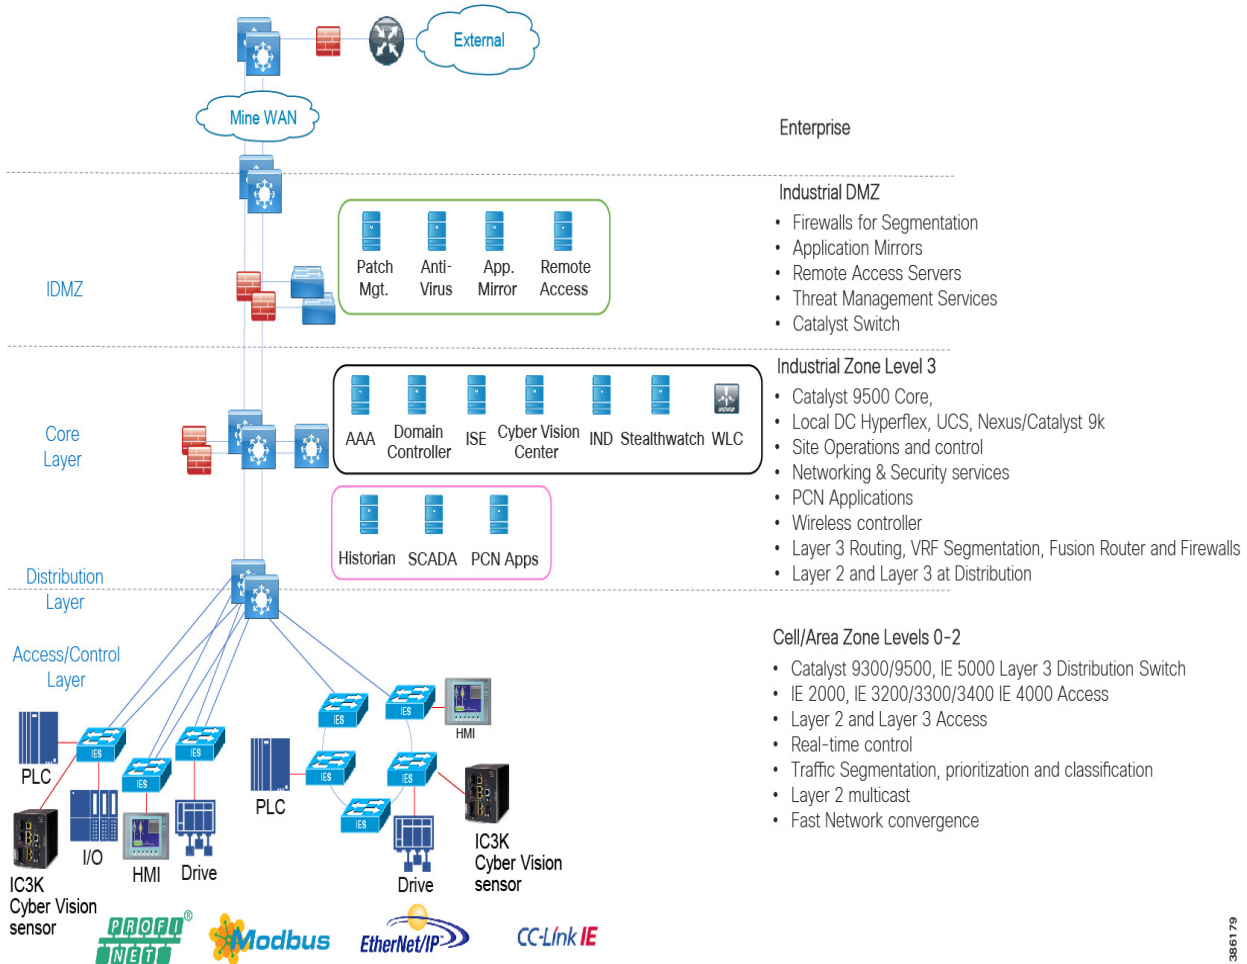 External
Mine WAN
Enterprise
IDMZ
Patch
Mgt.
Anti-
Virus
App.
Mirror
Remote
Access
Industrial DMZ
• Firewalls for Segmentation
• Application Mirrors
• Remote Access Servers
• Threat Management Services
• Catalyst Switch
Core
Layer
AAA
Domain
Controller
ISE
Cyber Vision
Center
IND
Stealthwatch
WLC
Historian
SCADA
PCN Apps
Industrial Zone Level 3
• Catalyst 9500 Core,
• Local DC Hyperflex, UCS, Nexus/Catalyst 9k
• Site Operations and control
• Networking & Security services
• PCN Applications
• Wireless controller
• Layer 3 Routing, VRF Segmentation, Fusion Router and Firewalls
• Layer 2 and Layer 3 at Distribution
Distribution
Layer
Access/Control
Layer
Cell/Area Zone Levels 0-2
• Catalyst 9300/9500, IE 5000 Layer 3 Distribution Switch
• IE 2000, IE 3200/3300/3400 IE 4000 Access
• Layer 2 and Layer 3 Access
• Real-time control
• Traffic Segmentation, prioritization and classification
• Layer 2 multicast
• Fast Network convergence
PLC
IES
IES
IES
I/O
HMI
Drive
IC3K
Cyber Vision
sensor
IES
IES
HMI
PLC
IES
IES
IES
Drive
IC3K
Cyber Vision
sensor
PROFI
NET®
Modbus
EtherNet/IP
CC-Link IE
386179